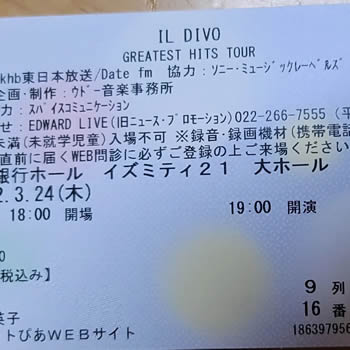 IL DIVO
GREATEST HITS TOUR
khb東日本放送/Date fm 協力:ソニー・ミュージックレーベルズ
企画・制作:ウドー音楽事務所
力:スパイスコミュニケーション
せ:EDWARD LIVE(旧ニュース・プロモーション)022-266-7555 (平
未満(未就学児童)入場不可 ※録音・録画機材(携帯電話
直前に届くWEB問診に必ずご登録の上ご来場くださ
銀行ホール イズミティ21 大ホール
2.3.24(木)
18:00 開場 19:00 開演
0
税込み】
9 列
英子 16 番
トぴあWEBサイト 186397956